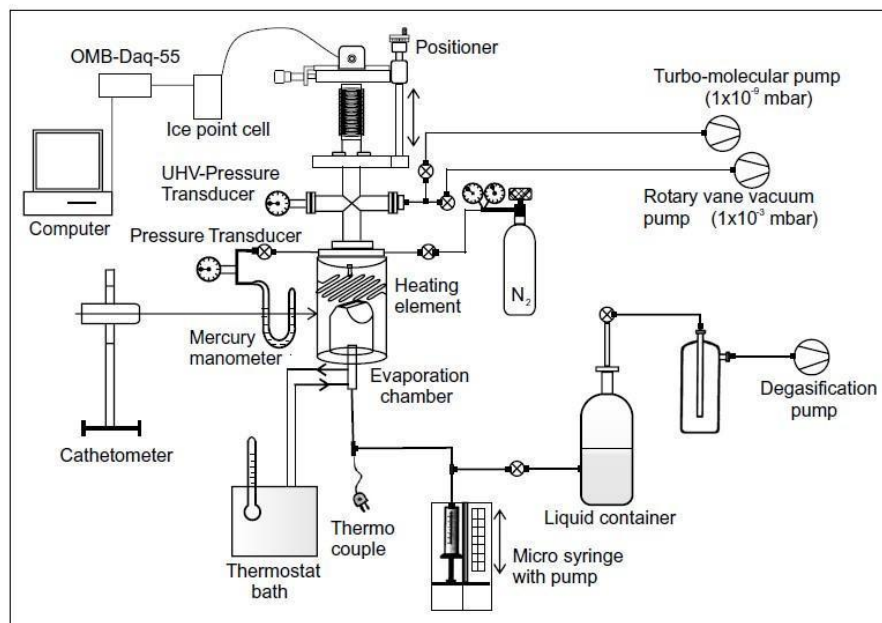 OMB-Daq-55
Positioner
Turbo-molecular pump
(1x10⁻⁹ mbar)
Ice point cell
UHV-Pressure
Transducer
Rotary vane vacuum
pump (1x10⁻³ mbar)
Computer
Pressure Transducer
Heating
element
N₂
Mercury
manometer
Evaporation
chamber
Degasification
pump
Cathetometer
Liquid container
Thermo
couple
Micro syringe
with pump
Thermostat
bath